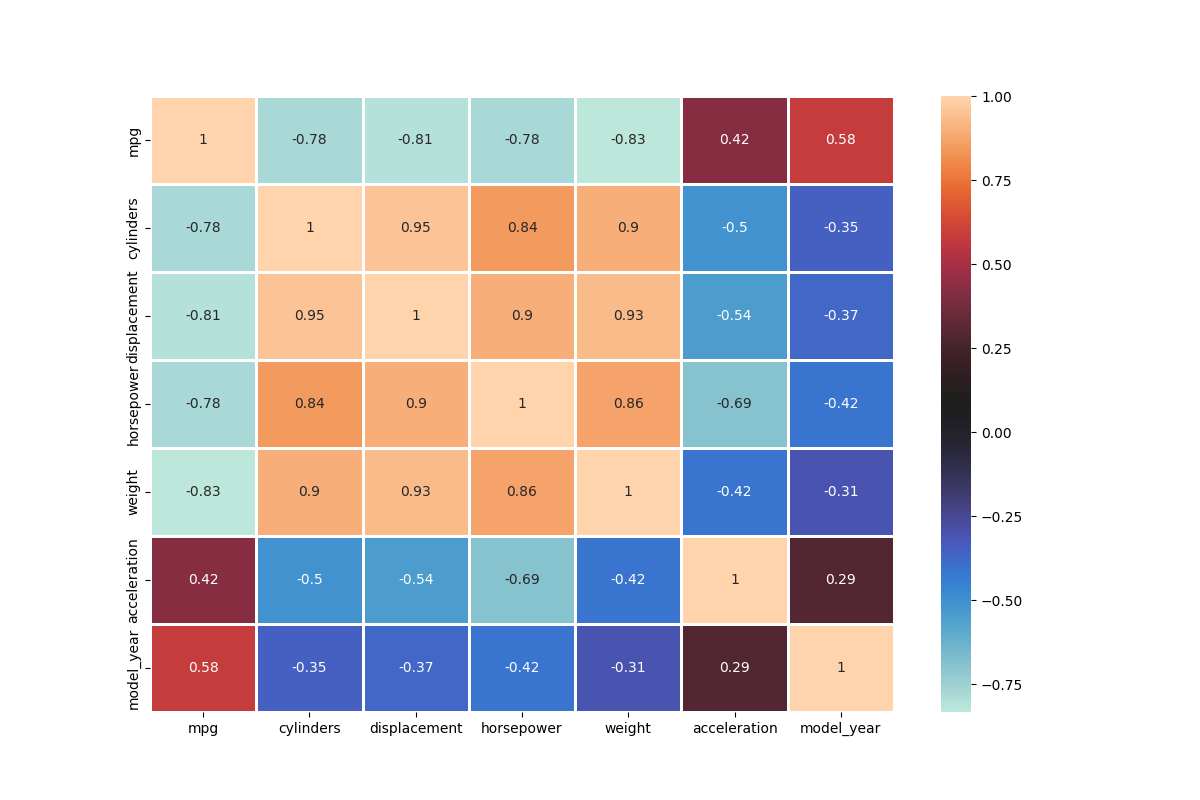 mpg 1 -0.78 -0.81 -0.78 -0.83 0.42 0.58
cylinders -0.78 1 0.95 0.84 0.9 -0.5 -0.35
displacement -0.81 0.95 1 0.9 0.93 -0.54 -0.37
horsepower -0.78 0.84 0.9 1 0.86 -0.69 -0.42
weight -0.83 0.9 0.93 0.86 1 -0.42 -0.31
acceleration 0.42 -0.5 -0.54 -0.69 -0.42 1 0.29
model_year 0.58 -0.35 -0.37 -0.42 -0.31 0.29 1
mpg cylinders displacement horsepower weight acceleration model_year
1.00
0.75
0.50
0.25
0.00
−0.25
−0.50
−0.75